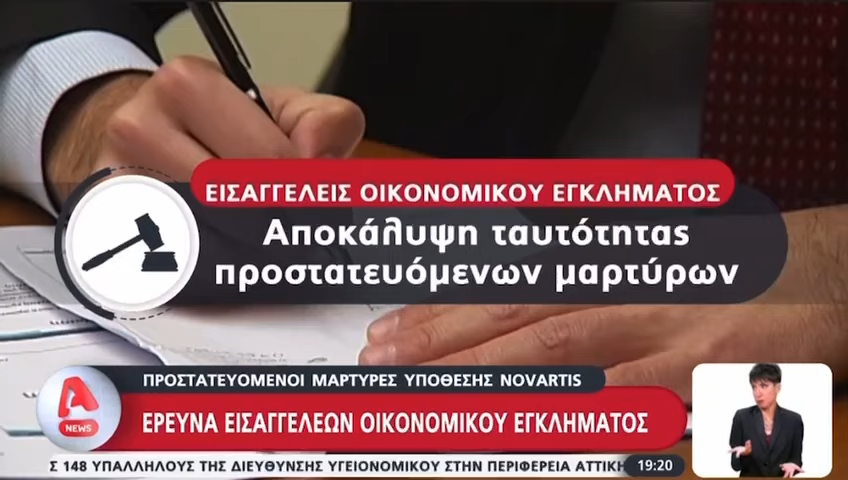 ΕΙΣΑΓΓΕΛΕΙΣ ΟΙΚΟΝΟΜΙΚΟΥ ΕΓΚΛΗΜΑΤΟΣ
Αποκάλυψη ταυτότητας
προστατευόμενων μαρτύρων
ΠΡΟΣΤΑΤΕΥΟΜΕΝΟΙ ΜΑΡΤΥΡΕΣ ΥΠΟΘΕΣΗΣ NOVARTIS
A
NEWS
ΕΡΕΥΝΑ ΕΙΣΑΓΓΕΛΕΩΝ ΟΙΚΟΝΟΜΙΚΟΥ ΕΓΚΛΗΜΑΤΟΣ
Σ 148 ΥΠΑΛΛΗΛΟΥΣ ΤΗΣ ΔΙΕΥΘΥΝΣΗΣ ΥΓΕΙΟΝΟΜΙΚΟΥ ΣΤΗΝ ΠΕΡΙΦΕΡΕΙΑ ΑΤΤΙΚΗ 19:20